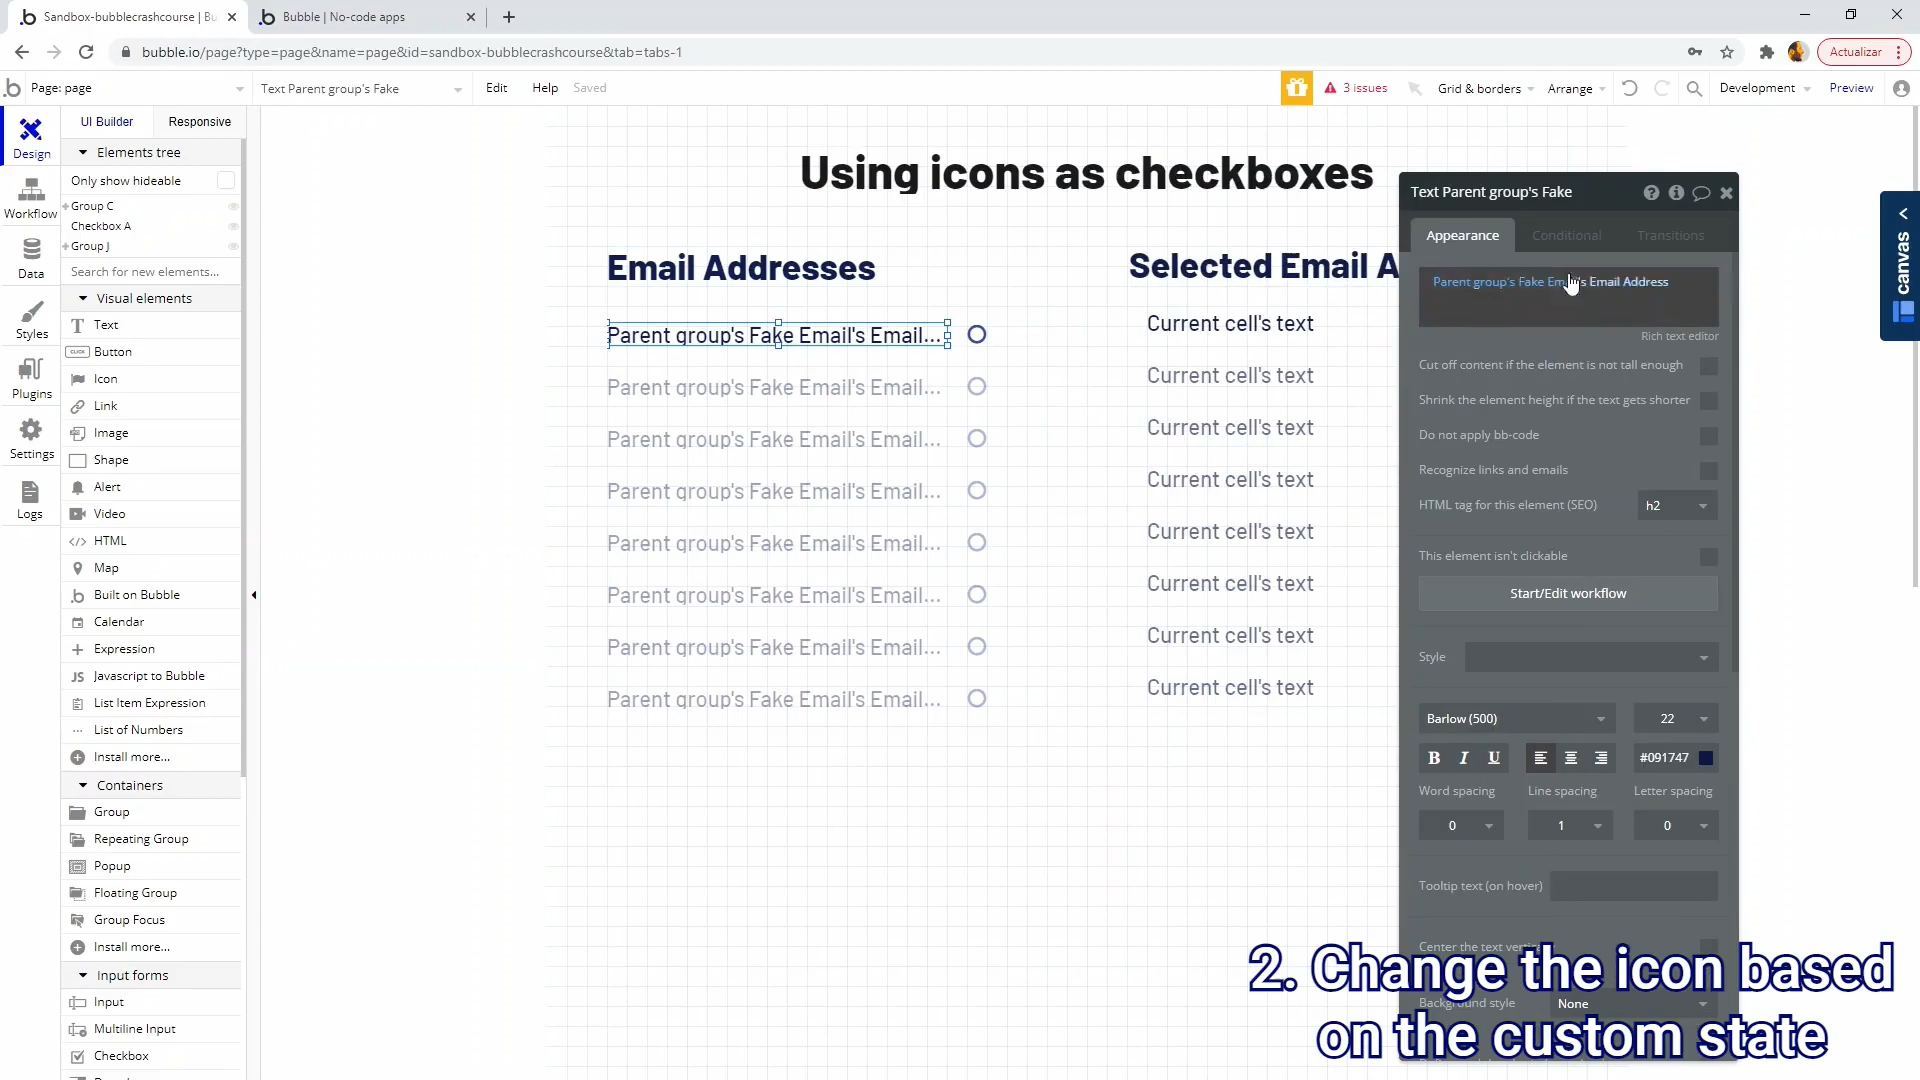 Sandbox-bubblecrashcourse | Bu
Bubble | No-code apps
bubble.io/page?type=page&name=page&id=sandbox-bubblecrashcourse&tab=tabs-1
Actualizar
Page: page
Text Parent group's Fake
Edit
Help
Saved
3 issues
Grid & borders
Arrange
Development
Preview
Design
Workflow
Data
Styles
Plugins
Settings
Logs
UI Builder
Responsive
Elements tree
Only show hideable
Group C
Checkbox A
Group J
Search for new elements...
Visual elements
Text
CLICK
Button
Icon
Link
Image
Shape
Alert
Video
HTML
Map
Built on Bubble
Calendar
Expression
JS
Javascript to Bubble
List Item Expression
List of Numbers
Install more...
Containers
Group
Repeating Group
Popup
Floating Group
Group Focus
Install more...
Input forms
Input
Multiline Input
Checkbox
Using icons as checkboxes
Email Addresses
Parent group's Fake Email's Email...
Parent group's Fake Email's Email...
Parent group's Fake Email's Email...
Parent group's Fake Email's Email...
Parent group's Fake Email's Email...
Parent group's Fake Email's Email...
Parent group's Fake Email's Email...
Parent group's Fake Email's Email...
Selected Email A
Current cell's text
Current cell's text
Current cell's text
Current cell's text
Current cell's text
Current cell's text
Current cell's text
Current cell's text
Text Parent group's Fake
Appearance
Conditional
Transitions
Parent group's Fake Email's Email Address
Rich text editor
Cut off content if the element is not tall enough
Shrink the element height if the text gets shorter
Do not apply bb-code
Recognize links and emails
HTML tag for this element (SEO)
h2
This element isn't clickable
Start/Edit workflow
Style
Barlow (500)
22
B I U
#091747
Word spacing
Line spacing
Letter spacing
0
1
0
Tooltip text (on hover)
Center the text vertic
Background style
None
canvas
2. Change the icon based
on the custom state